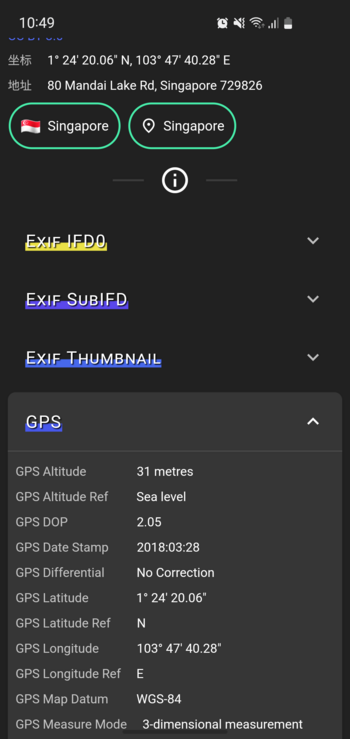 10:49
坐标 1° 24' 20.06" N, 103° 47' 40.28" E
地址 80 Mandai Lake Rd, Singapore 729826
Singapore Singapore
Exif IFD0
Exif SubIFD
Exif Thumbnail
GPS
GPS Altitude 31 metres
GPS Altitude Ref Sea level
GPS DOP 2.05
GPS Date Stamp 2018:03:28
GPS Differential No Correction
GPS Latitude 1° 24' 20.06"
GPS Latitude Ref N
GPS Longitude 103° 47' 40.28"
GPS Longitude Ref E
GPS Map Datum WGS-84
GPS Measure Mode 3-dimensional measurement